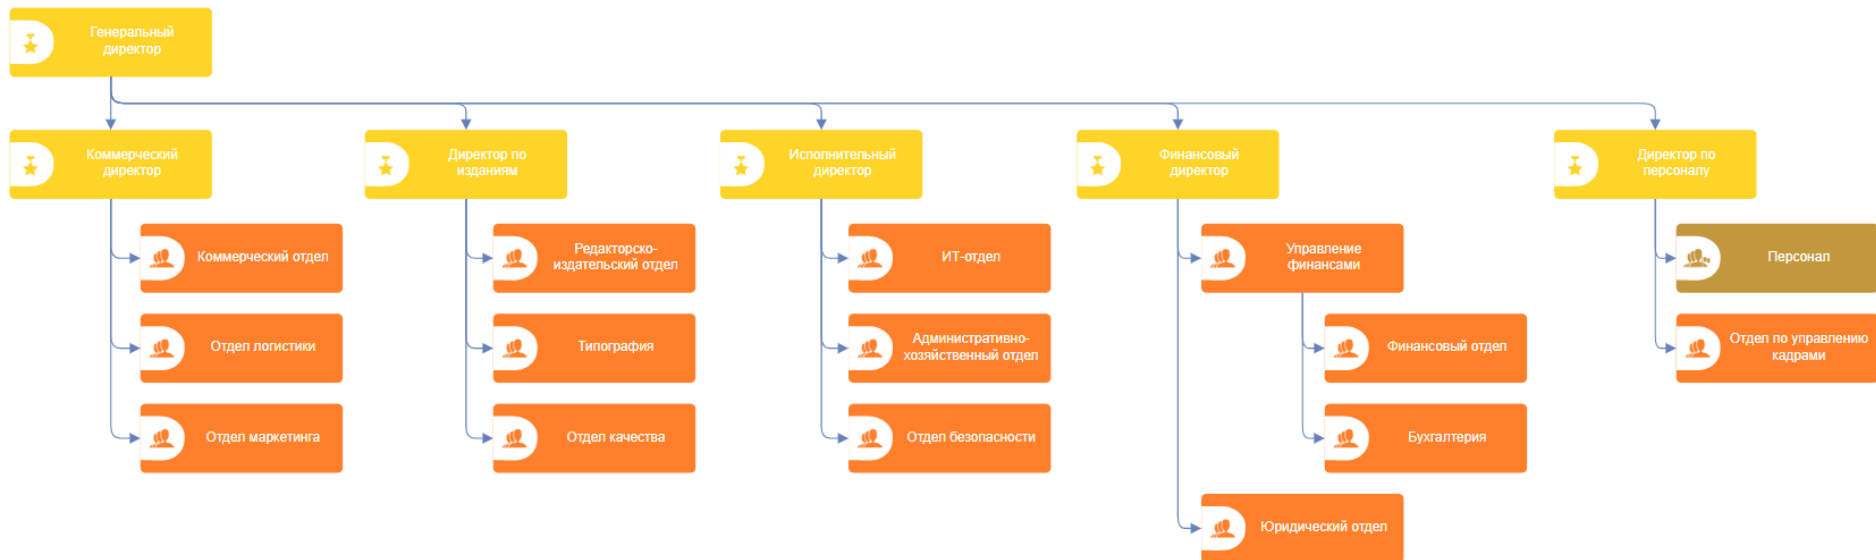 Генеральный
директор
Коммерческий
директор
Директор по
изданиям
Исполнительный
директор
Финансовый
директор
Директор по
персоналу
Коммерческий отдел
Редакторско-
издательский отдел
ИТ-отдел
Управление
финансами
Персонал
Отдел логистики
Типография
Административно-
хозяйственный отдел
Финансовый отдел
Отдел по управлению
кадрами
Отдел маркетинга
Отдел качества
Отдел безопасности
Бухгалтерия
Юридический отдел